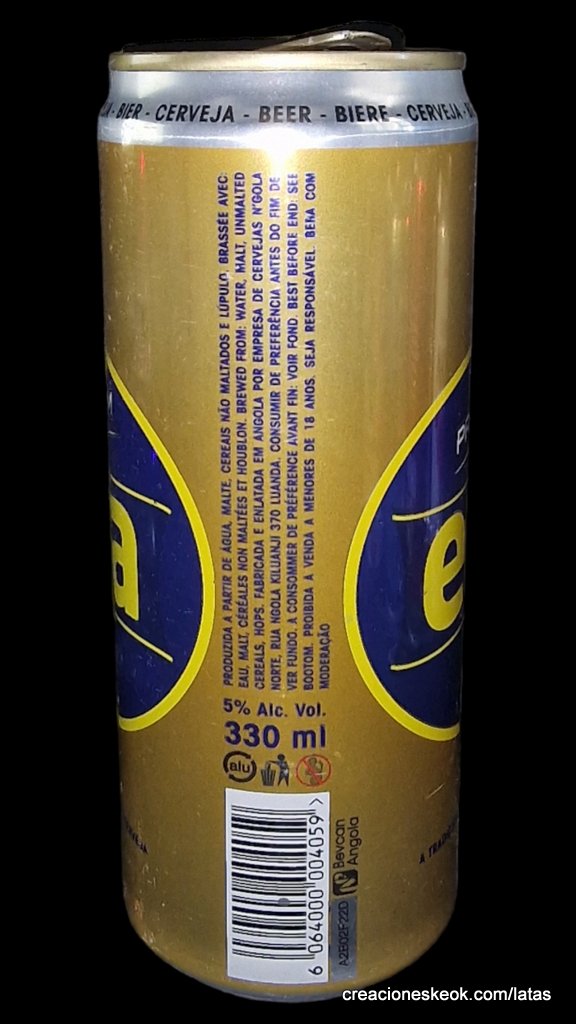 - BIER - CERVEJA - BEER - BIERE - CERVEJA -
PRODUZIDA A PARTIR DE ÁGUA, MALTE, CEREAIS NÃO MALTADOS E LÚPULO. BRASSÉE AVEC:
EAU, MALT, CÉRÉALES NON MALTÉES ET HOUBLON. BREWED FROM: WATER, MALT, UNMALTED
CEREALS, HOPS. FABRICADA E ENLATADA EM ANGOLA POR EMPRESA DE CERVEJAS N'GOLA
NORTE, RUA NGOLA KILUANJI 370 LUANDA. CONSUMIR DE PREFERÊNCIA ANTES DO FIM DE
VER FUNDO. A CONSOMMER DE PRÉFÉRENCE AVANT FIN: VOIR FOND. BEST BEFORE END: SEE
BOOTOM. PROIBIDA A VENDA A MENORES DE 18 ANOS. SEJA RESPONSÁVEL. BEBA COM
MODERAÇÃO
5% Alc. Vol.
330 ml
alu
6 064000 004059 >
A2EB02F22D
Bevcan
Angola
a
e
A
creacioneskeok.com/latas